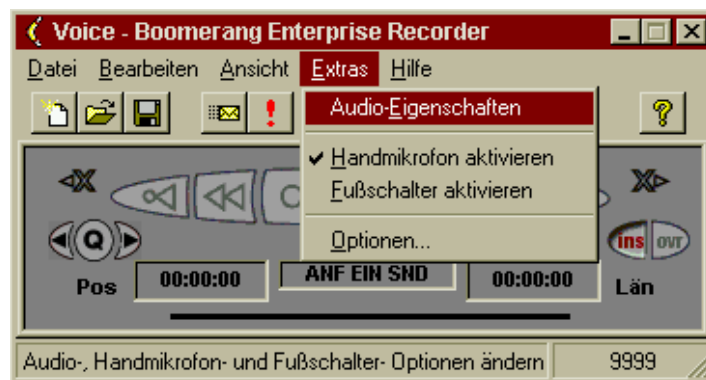 Voice - Boomerang Enterprise Recorder
Datei Bearbeiten Ansicht Extras Hilfe
Audio-Eigenschaften
Handmikrofon aktivieren
Fußschalter aktivieren
Optionen...
X X
Q ins ovr
Pos 00:00:00 ANF EIN SND 00:00:00 Län
Audio-, Handmikrofon- und Fußschalter- Optionen ändern 9999